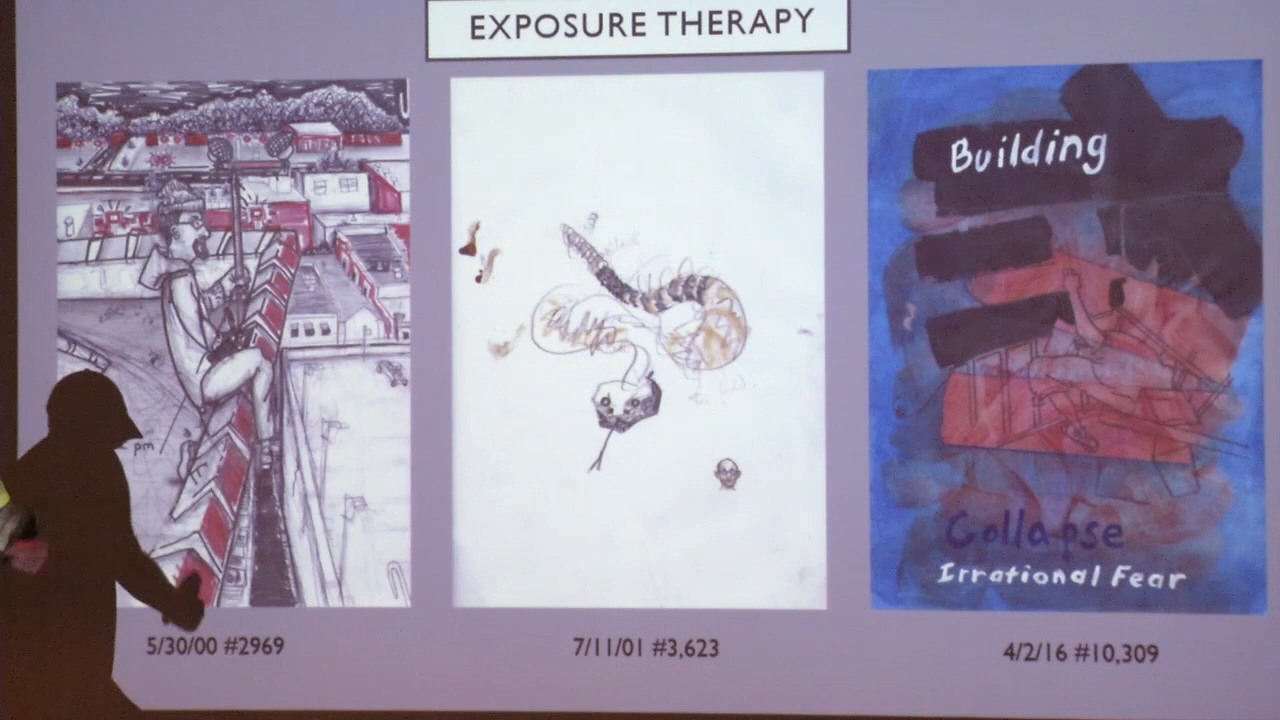 EXPOSURE THERAPY
Building
pm
Collapse
Irrational Fear
5/30/00 #2969
7/11/01 #3,623
4/2/16 #10,309